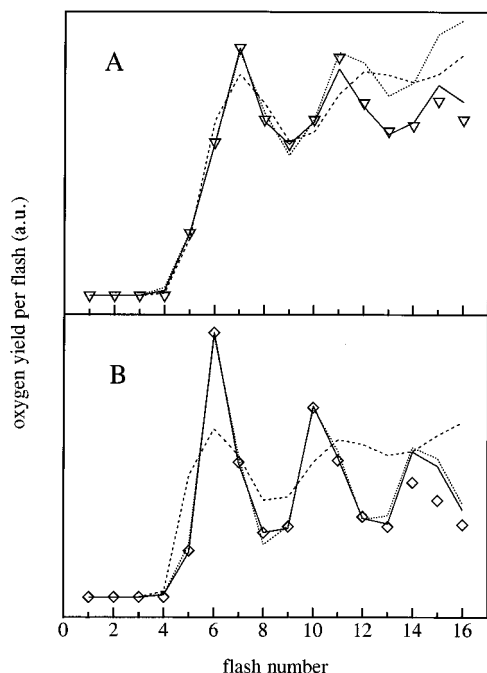 A
B
oxygen yield per flash (a.u.)
0 2 4 6 8 10 12 14 16
flash number